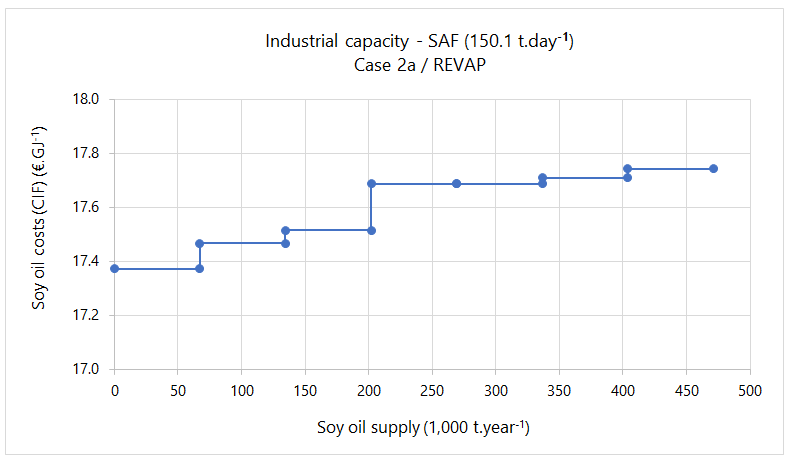 Industrial capacity - SAF (150.1 t.day⁻¹)
Case 2a / REVAP
Soy oil costs (CIF) (€.GJ⁻¹)
18.0
17.8
17.6
17.4
17.2
17.0
0 50 100 150 200 250 300 350 400 450 500
Soy oil supply (1,000 t.year⁻¹)